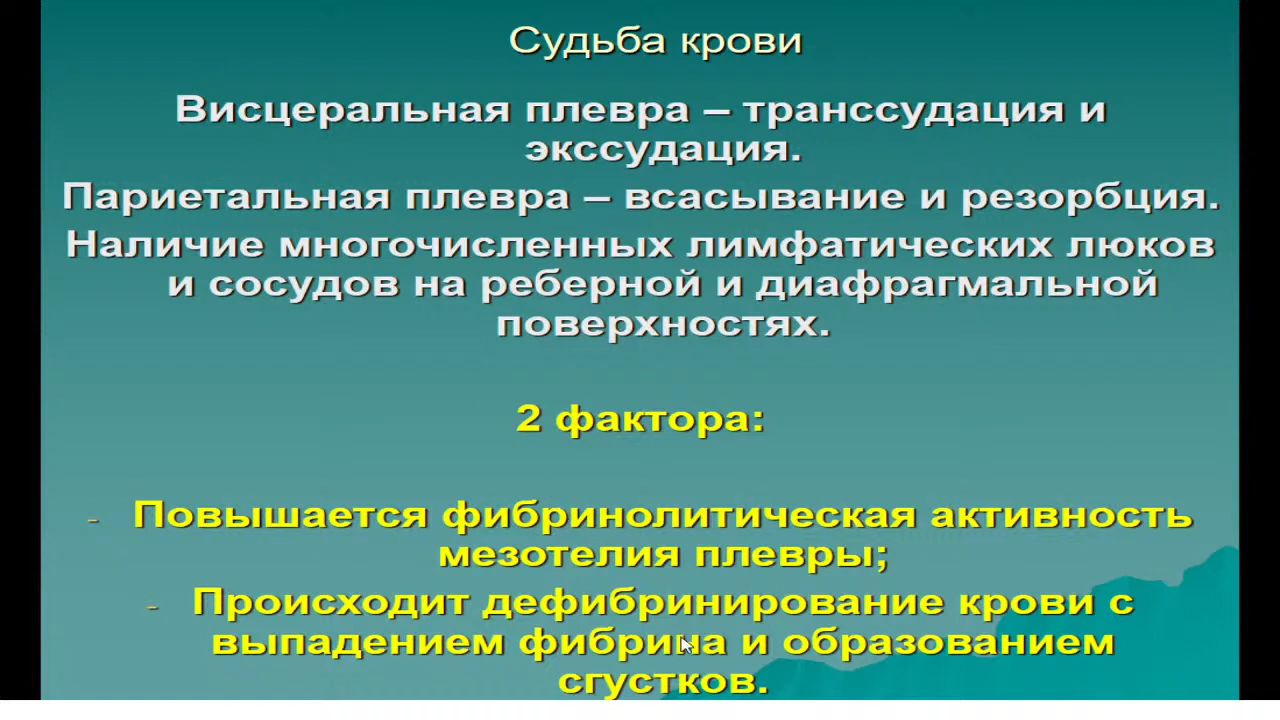 Судьба крови
Висцеральная плевра – транссудация и
экссудация.
Париетальная плевра – всасывание и резорбция.
Наличие многочисленных лимфатических люков
и сосудов на реберной и диафрагмальной
поверхностях.
2 фактора:
- Повышается фибринолитическая активность
мезотелия плевры;
- Происходит дефибринирование крови с
выпадением фибрина и образованием
сгустков.